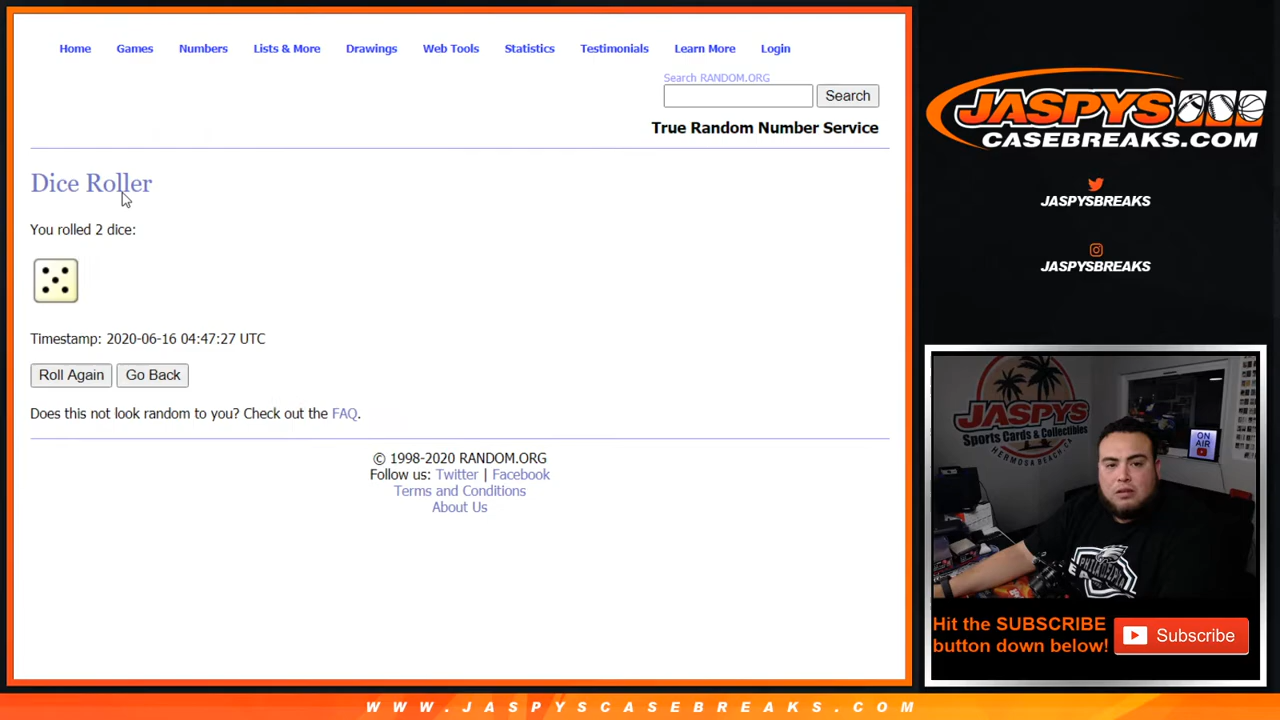 Home Games Numbers Lists & More Drawings Web Tools Statistics Testimonials Learn More Login
Search RANDOM.ORG
Search
True Random Number Service
Dice Roller
You rolled 2 dice:
Timestamp: 2020-06-16 04:47:27 UTC
Roll Again Go Back
Does this not look random to you? Check out the FAQ.
© 1998-2020 RANDOM.ORG
Follow us: Twitter | Facebook
Terms and Conditions
About Us
JASPYS
CASEBREAKS.COM
JASPYSBREAKS
JASPYSBREAKS
JASPYS
Sports Cards & Collectibles
HERMOSA BEACH, CA
ON
AIR
PHILADELPHIA
Hit the SUBSCRIBE
button down below!
Subscribe
WWW.JASPYSCASEBREAKS.COM